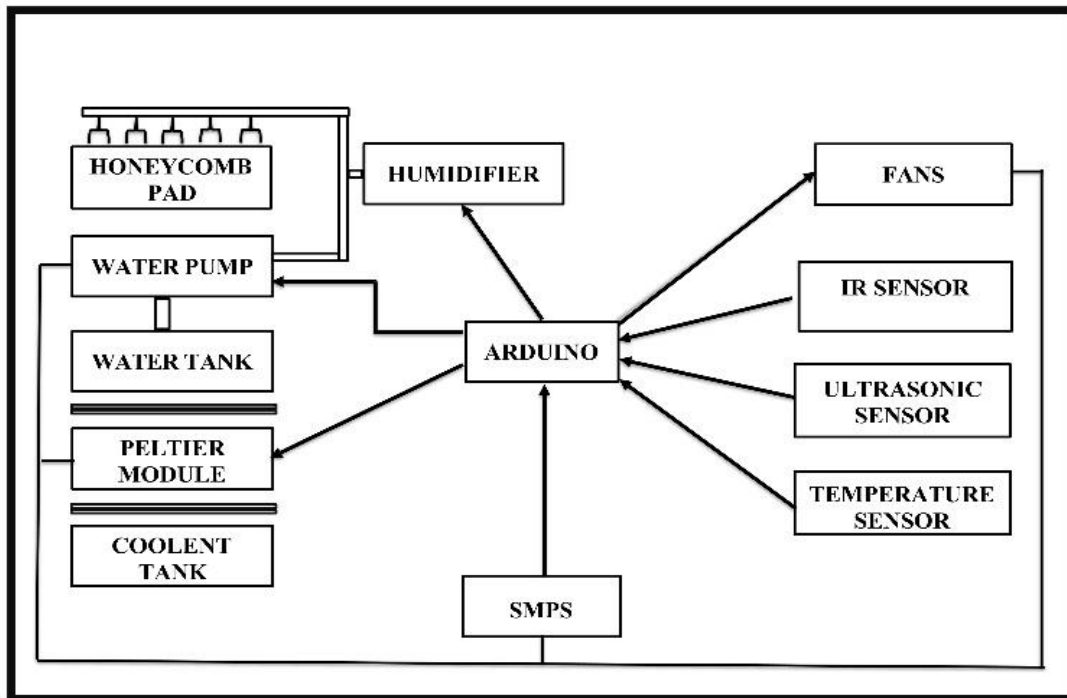 HONEYCOMB
PAD
HUMIDIFIER
FANS
WATER PUMP
IR SENSOR
WATER TANK
ARDUINO
ULTRASONIC
SENSOR
PELTIER
MODULE
TEMPERATURE
SENSOR
COOLENT
TANK
SMPS